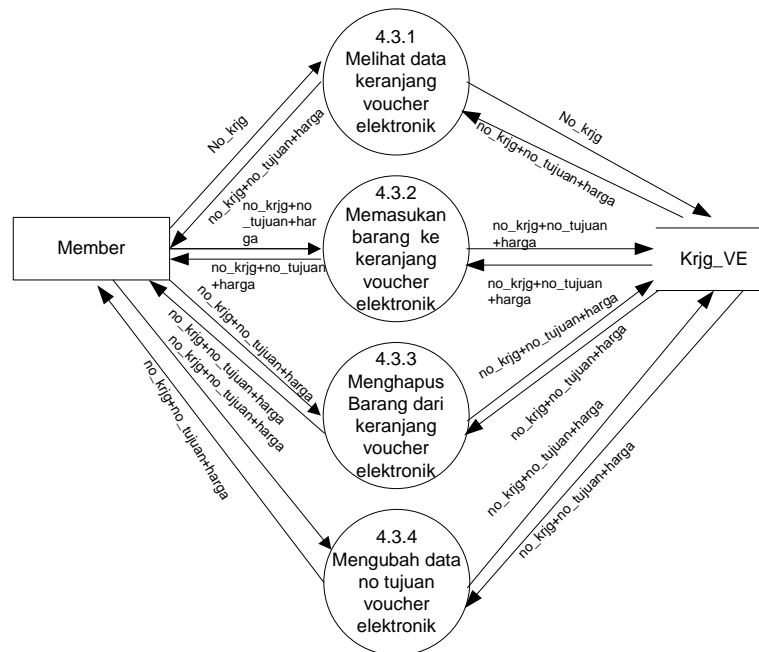 4.3.1
Melihat data
keranjang
voucher
elektronik
No_krjg
no_krjg+no_tujuan+harga
No_krjg
no_krjg+no_tujuan+harga
Member
no_krjg+no
_tujuan+har
ga
no_krjg+no_tujuan
+harga
4.3.2
Memasukan
barang ke
keranjang
voucher
elektronik
no_krjg+no_tujuan
+harga
no_krjg+no_tujuan
+harga
Krjg_VE
no_krjg+no_tujuan+harga
no_krjg+no_tujuan+harga
no_krjg+no_tujuan+harga
no_krjg+no_tujuan+harga
4.3.3
Menghapus
Barang dari
keranjang
voucher
elektronik
no_krjg+no_tujuan+harga
no_krjg+no_tujuan+harga
no_krjg+no_tujuan+harga
no_krjg+no_tujuan+harga
4.3.4
Mengubah data
no tujuan
voucher
elektronik